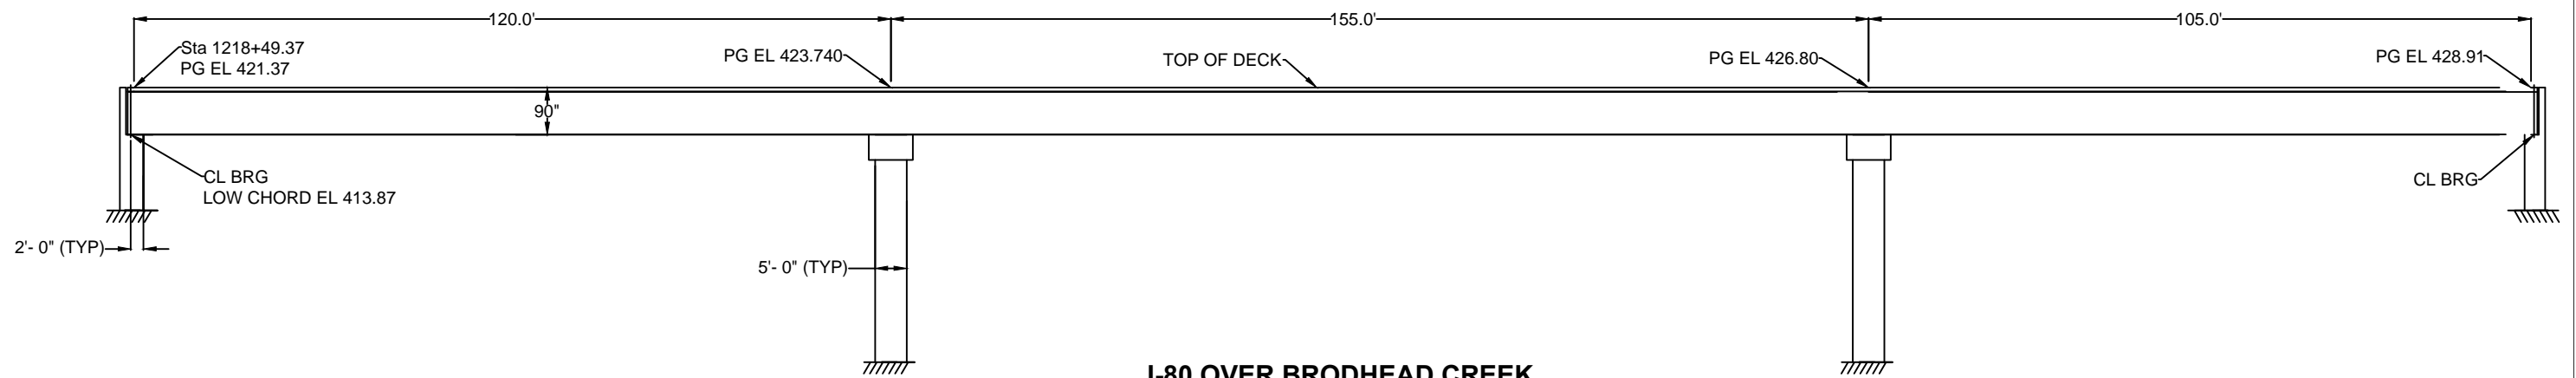 120.0'
155.0'
105.0'
Sta 1218+49.37
PG EL 421.37
PG EL 423.740
TOP OF DECK
PG EL 426.80
PG EL 428.91
90"
CL BRG
LOW CHORD EL 413.87
CL BRG
2'- 0" (TYP)
5'- 0" (TYP)
I-80 OVER BRODHEAD CREEK